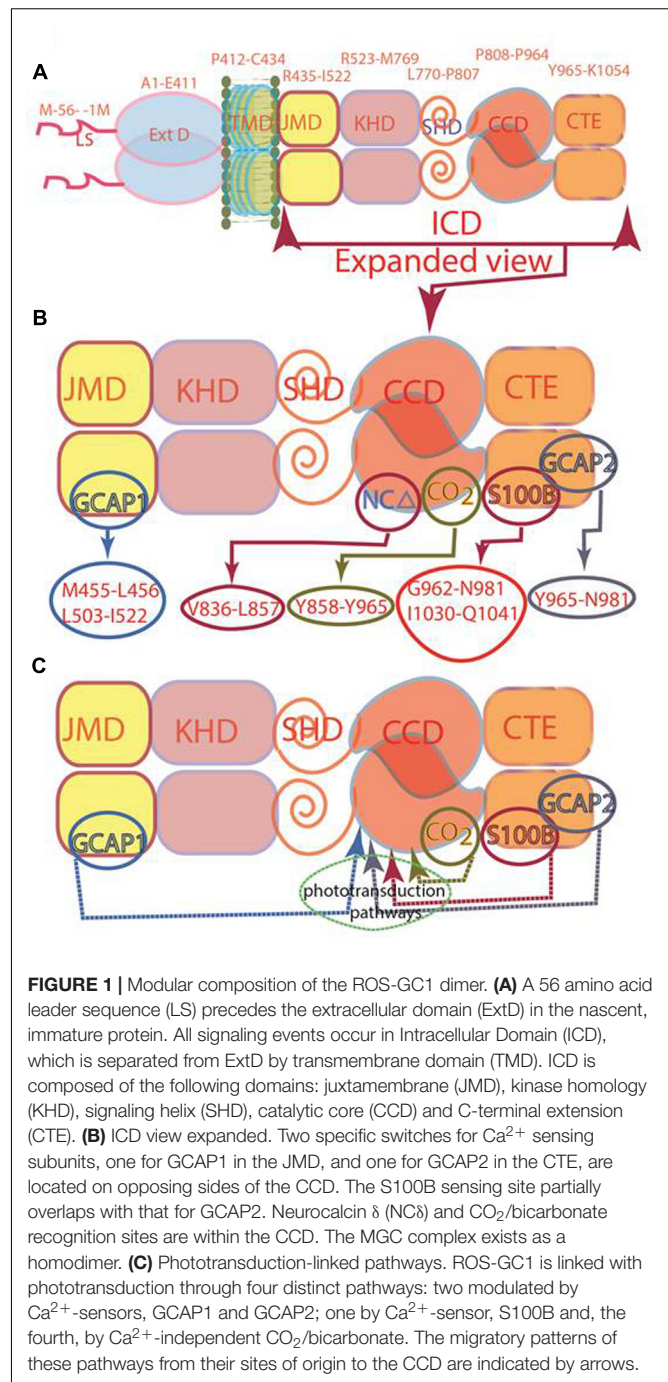 A
P412-C434
R523-M769
P808-P964
A1-E411
R435-I522
L770-P807
Y965-K1054
M-56- -1M
LS
Ext D
TMD
JMD
KHD
SHD
CCD
CTE
ICD
Expanded view
B
JMD
KHD
SHD
CCD
CTE
GCAP1
NC△
CO2
S100B
GCAP2
M455-L456
L503-I522
V836-L857
Y858-Y965
G962-N981
I1030-Q1041
Y965-N981
C
JMD
KHD
SHD
CCD
CTE
GCAP1
CO2
S100B
GCAP2
phototransduction
pathways
FIGURE 1 | Modular composition of the ROS-GC1 dimer. (A) A 56 amino acid
leader sequence (LS) precedes the extracellular domain (ExtD) in the nascent,
immature protein. All signaling events occur in Intracellular Domain (ICD),
which is separated from ExtD by transmembrane domain (TMD). ICD is
composed of the following domains: juxtamembrane (JMD), kinase homology
(KHD), signaling helix (SHD), catalytic core (CCD) and C-terminal extension
(CTE). (B) ICD view expanded. Two specific switches for Ca2+ sensing
subunits, one for GCAP1 in the JMD, and one for GCAP2 in the CTE, are
located on opposing sides of the CCD. The S100B sensing site partially
overlaps with that for GCAP2. Neurocalcin δ (NCδ) and CO2/bicarbonate
recognition sites are within the CCD. The MGC complex exists as a
homodimer. (C) Phototransduction-linked pathways. ROS-GC1 is linked with
phototransduction through four distinct pathways: two modulated by
Ca2+-sensors, GCAP1 and GCAP2; one by Ca2+-sensor, S100B and, the
fourth, by Ca2+-independent CO2/bicarbonate. The migratory patterns of
these pathways from their sites of origin to the CCD are indicated by arrows.